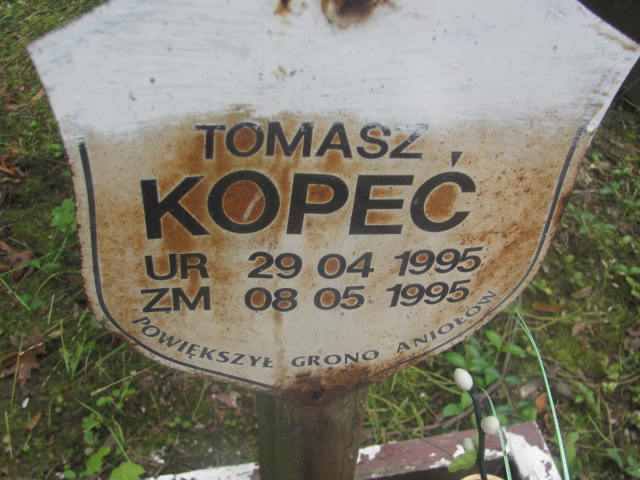 TOMASZ
KOPEĆ
UR 29 04 1995
ZM 08 05 1995
POWIĘKSZYŁ GRONO ANIOŁÓW